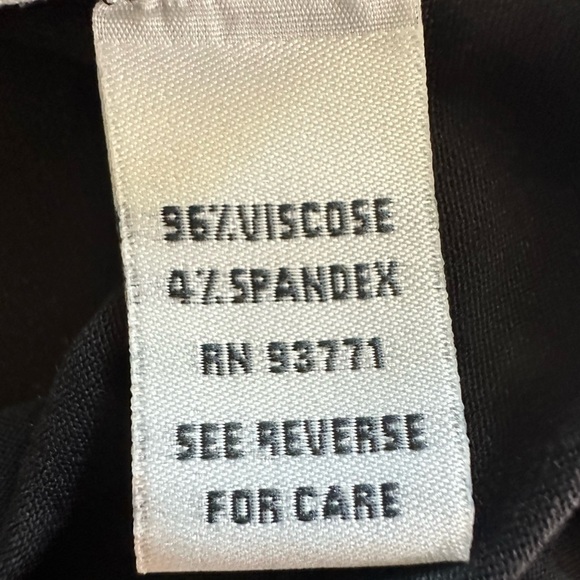 96%VISCOSE
4%SPANDEX
RN 93771
SEE REVERSE
FOR CARE